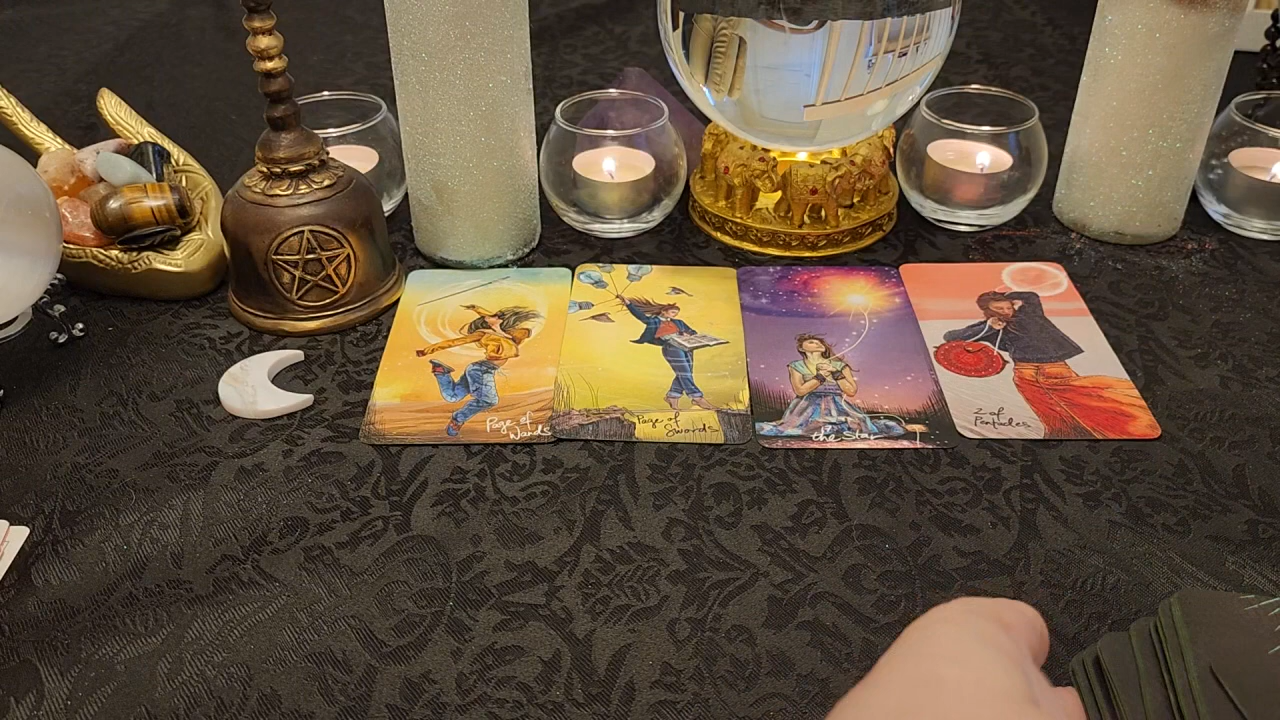 Page of
Wands
Page of
Swords
the Star
2 of
Pentacles